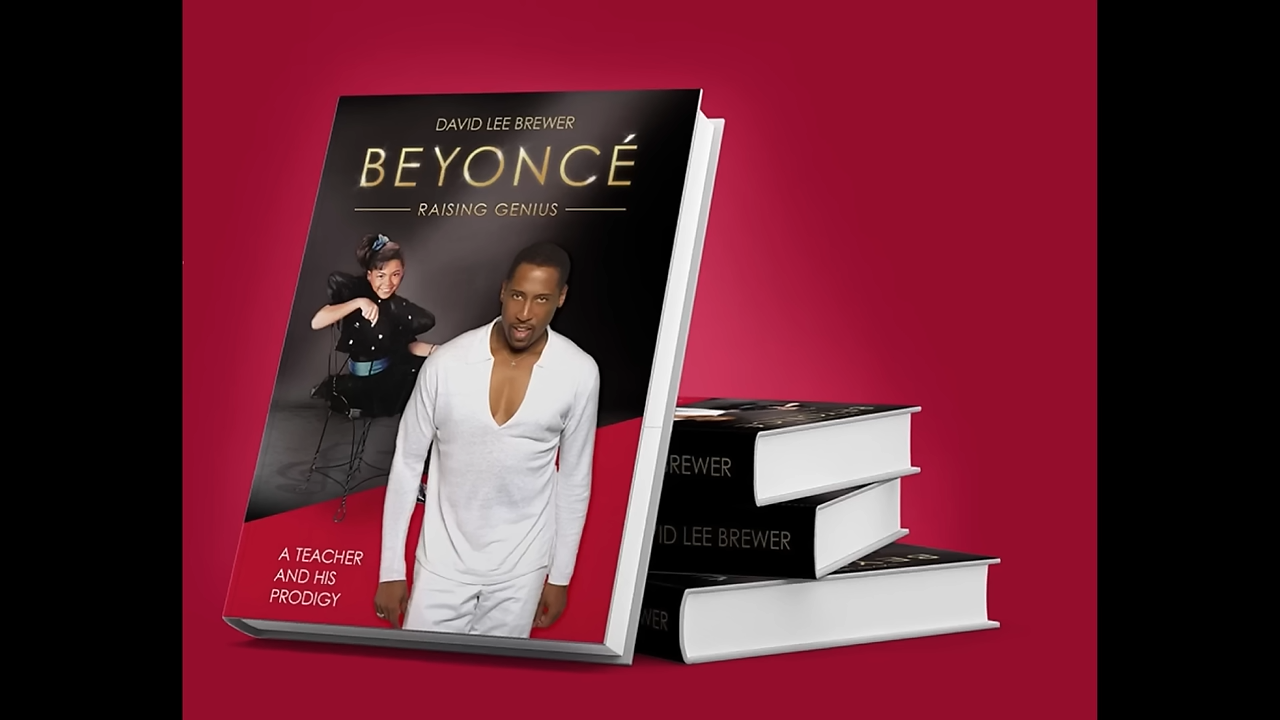 DAVID LEE BREWER
BEYONCÉ
RAISING GENIUS
A TEACHER
AND HIS
PRODIGY
BREWER
ID LEE BREWER
WER